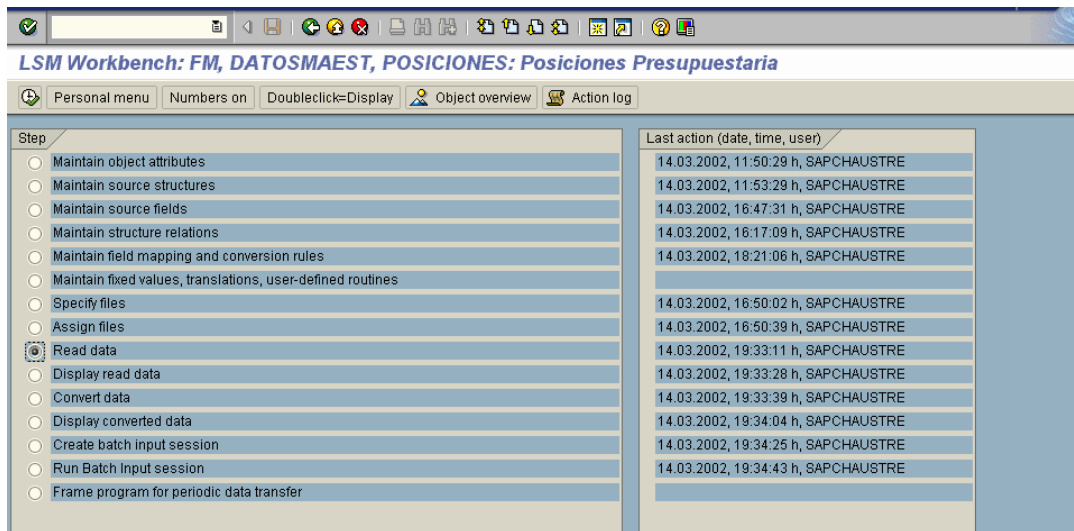 LSM Workbench: FM, DATOSMAEST, POSICIONES: Posiciones Presupuestaria
Personal menu Numbers on Doubleclick=Display Object overview Action log
Step Last action (date, time, user)
Maintain object attributes 14.03.2002, 11:50:29 h, SAPCHAUSTRE
Maintain source structures 14.03.2002, 11:53:29 h, SAPCHAUSTRE
Maintain source fields 14.03.2002, 16:47:31 h, SAPCHAUSTRE
Maintain structure relations 14.03.2002, 16:17:09 h, SAPCHAUSTRE
Maintain field mapping and conversion rules 14.03.2002, 18:21:06 h, SAPCHAUSTRE
Maintain fixed values, translations, user-defined routines
Specify files 14.03.2002, 16:50:02 h, SAPCHAUSTRE
Assign files 14.03.2002, 16:50:39 h, SAPCHAUSTRE
Read data 14.03.2002, 19:33:11 h, SAPCHAUSTRE
Display read data 14.03.2002, 19:33:28 h, SAPCHAUSTRE
Convert data 14.03.2002, 19:33:39 h, SAPCHAUSTRE
Display converted data 14.03.2002, 19:34:04 h, SAPCHAUSTRE
Create batch input session 14.03.2002, 19:34:25 h, SAPCHAUSTRE
Run Batch Input session 14.03.2002, 19:34:43 h, SAPCHAUSTRE
Frame program for periodic data transfer